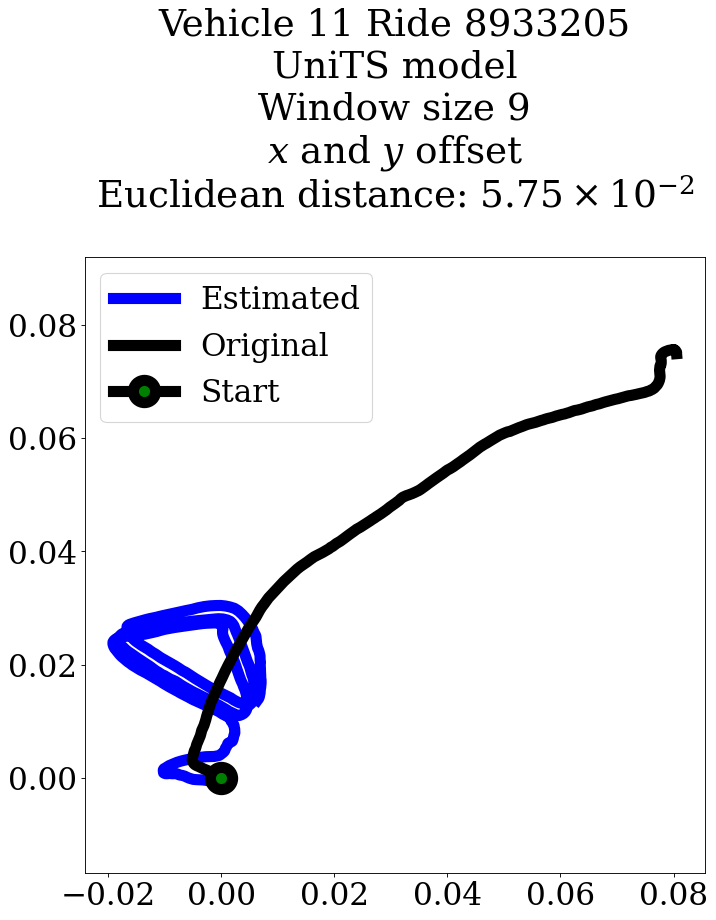 Vehicle 11 Ride 8933205
UniTS model
Window size 9
x and y offset
Euclidean distance: 5.75 × 10⁻²
Estimated
Original
Start
0.08
0.06
0.04
0.02
0.00
−0.02 0.00 0.02 0.04 0.06 0.08